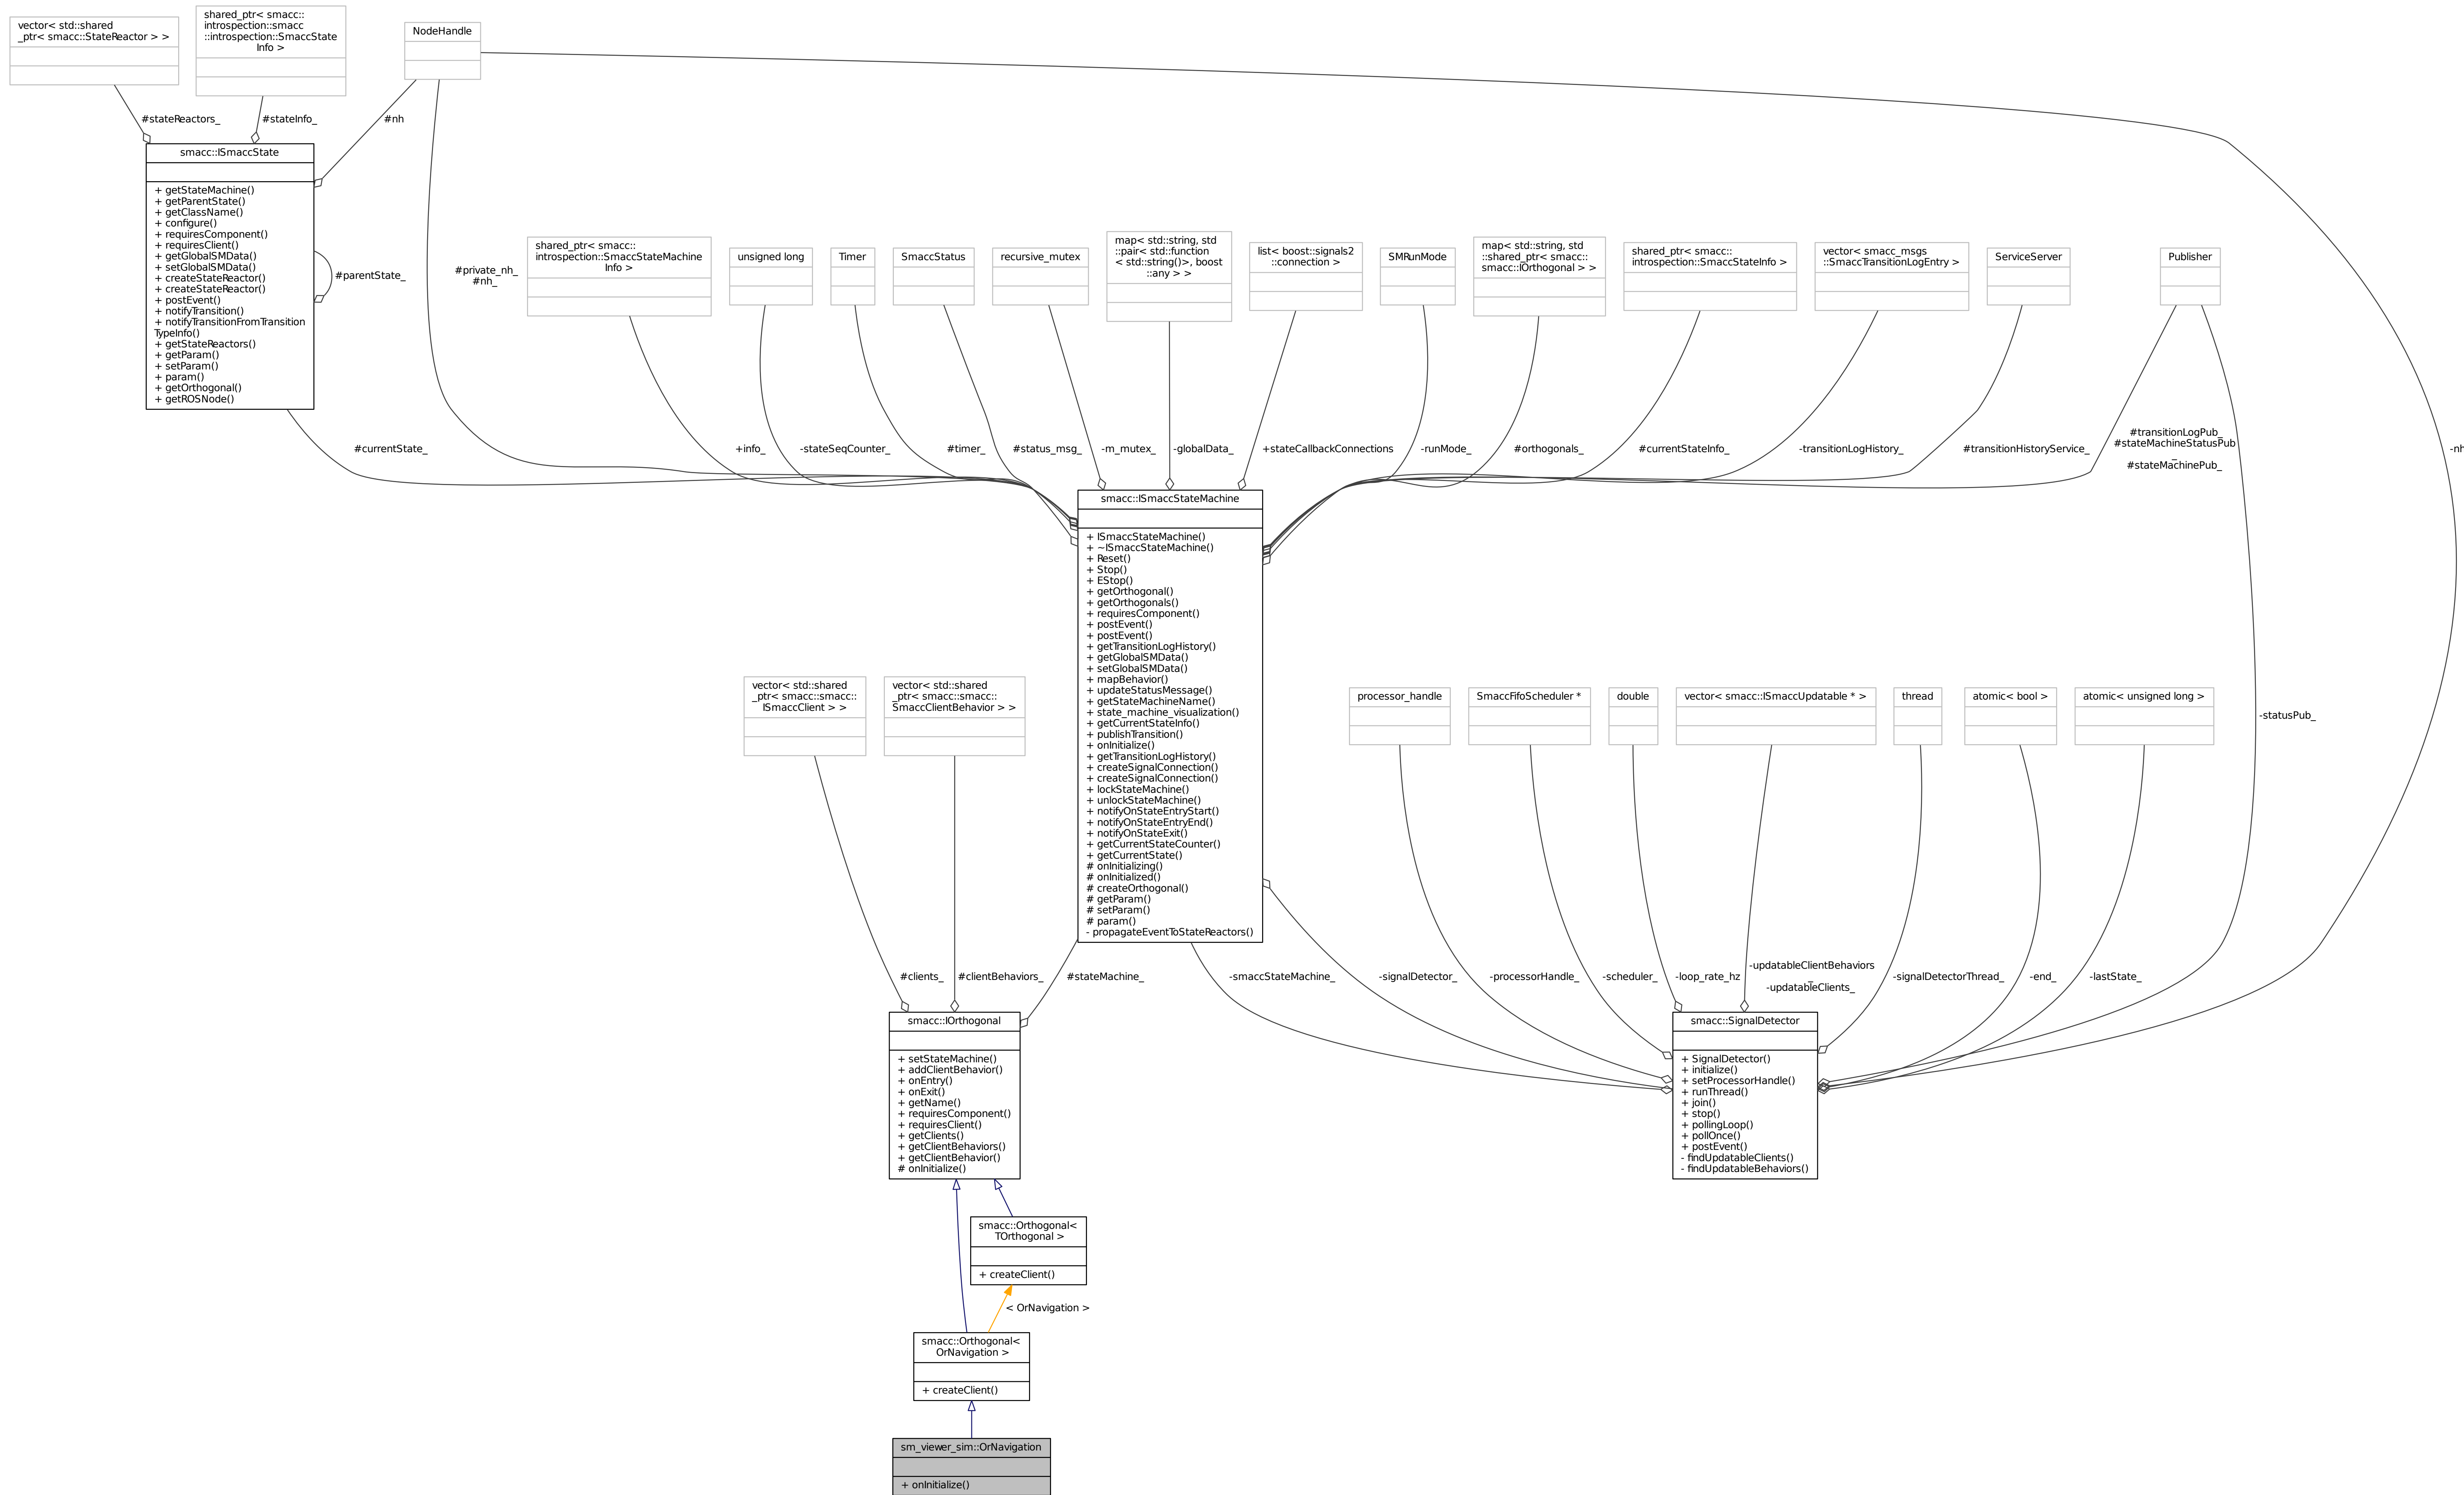 vector< std::shared
_ptr< smacc::StateReactor > >
shared_ptr< smacc::
introspection::smacc
::introspection::SmaccState
Info >
NodeHandle
#stateReactors_
#stateInfo_
#nh
smacc::ISmaccState
+ getStateMachine()
+ getParentState()
+ getClassName()
+ configure()
+ requiresComponent()
+ requiresClient()
+ getGlobalSMData()
+ setGlobalSMData()
+ createStateReactor()
+ createStateReactor()
+ postEvent()
+ notifyTransition()
+ notifyTransitionFromTransition
TypeInfo()
+ getStateReactors()
+ getParam()
+ setParam()
+ param()
+ getOrthogonal()
+ getROSNode()
#parentState_
#private_nh_
#nh_
shared_ptr< smacc::
introspection::SmaccStateMachine
Info >
unsigned long
Timer
SmaccStatus
recursive_mutex
map< std::string, std
::pair< std::function
< std::string()>, boost
::any > >
list< boost::signals2
::connection >
SMRunMode
map< std::string, std
::shared_ptr< smacc::
smacc::IOrthogonal > >
shared_ptr< smacc::
introspection::SmaccStateInfo >
vector< smacc_msgs
::SmaccTransitionLogEntry >
ServiceServer
Publisher
#currentState_
+info_
-stateSeqCounter_
#timer_
#status_msg_
-m_mutex_
-globalData_
+stateCallbackConnections
-runMode_
#orthogonals_
#currentStateInfo_
-transitionLogHistory_
#transitionHistoryService_
#transitionLogPub_
#stateMachineStatusPub
_
#stateMachinePub_
-nh
smacc::ISmaccStateMachine
+ ISmaccStateMachine()
+ ~ISmaccStateMachine()
+ Reset()
+ Stop()
+ EStop()
+ getOrthogonal()
+ getOrthogonals()
+ requiresComponent()
+ postEvent()
+ postEvent()
+ getTransitionLogHistory()
+ getGlobalSMData()
+ setGlobalSMData()
+ mapBehavior()
+ updateStatusMessage()
+ getStateMachineName()
+ state_machine_visualization()
+ getCurrentStateInfo()
+ publishTransition()
+ onInitialize()
+ getTransitionLogHistory()
+ createSignalConnection()
+ createSignalConnection()
+ lockStateMachine()
+ unlockStateMachine()
+ notifyOnStateEntryStart()
+ notifyOnStateEntryEnd()
+ notifyOnStateExit()
+ getCurrentStateCounter()
+ getCurrentState()
# onInitializing()
# onInitialized()
# createOrthogonal()
# getParam()
# setParam()
# param()
- propagateEventToStateReactors()
vector< std::shared
_ptr< smacc::smacc::
ISmaccClient > >
vector< std::shared
_ptr< smacc::smacc::
SmaccClientBehavior > >
processor_handle
SmaccFifoScheduler *
double
vector< smacc::ISmaccUpdatable * >
thread
atomic< bool >
atomic< unsigned long >
-statusPub_
#clients_
#clientBehaviors_
#stateMachine_
-smaccStateMachine_
-signalDetector_
-processorHandle_
-scheduler_
-loop_rate_hz
-updatableClientBehaviors
_
-updatableClients_
-signalDetectorThread_
-end_
-lastState_
smacc::IOrthogonal
+ setStateMachine()
+ addClientBehavior()
+ onEntry()
+ onExit()
+ getName()
+ requiresComponent()
+ requiresClient()
+ getClients()
+ getClientBehaviors()
+ getClientBehavior()
# onInitialize()
smacc::SignalDetector
+ SignalDetector()
+ initialize()
+ setProcessorHandle()
+ runThread()
+ join()
+ stop()
+ pollingLoop()
+ pollOnce()
+ postEvent()
- findUpdatableClients()
- findUpdatableBehaviors()
smacc::Orthogonal<
TOrthogonal >
+ createClient()
< OrNavigation >
smacc::Orthogonal<
OrNavigation >
+ createClient()
sm_viewer_sim::OrNavigation
+ onInitialize()